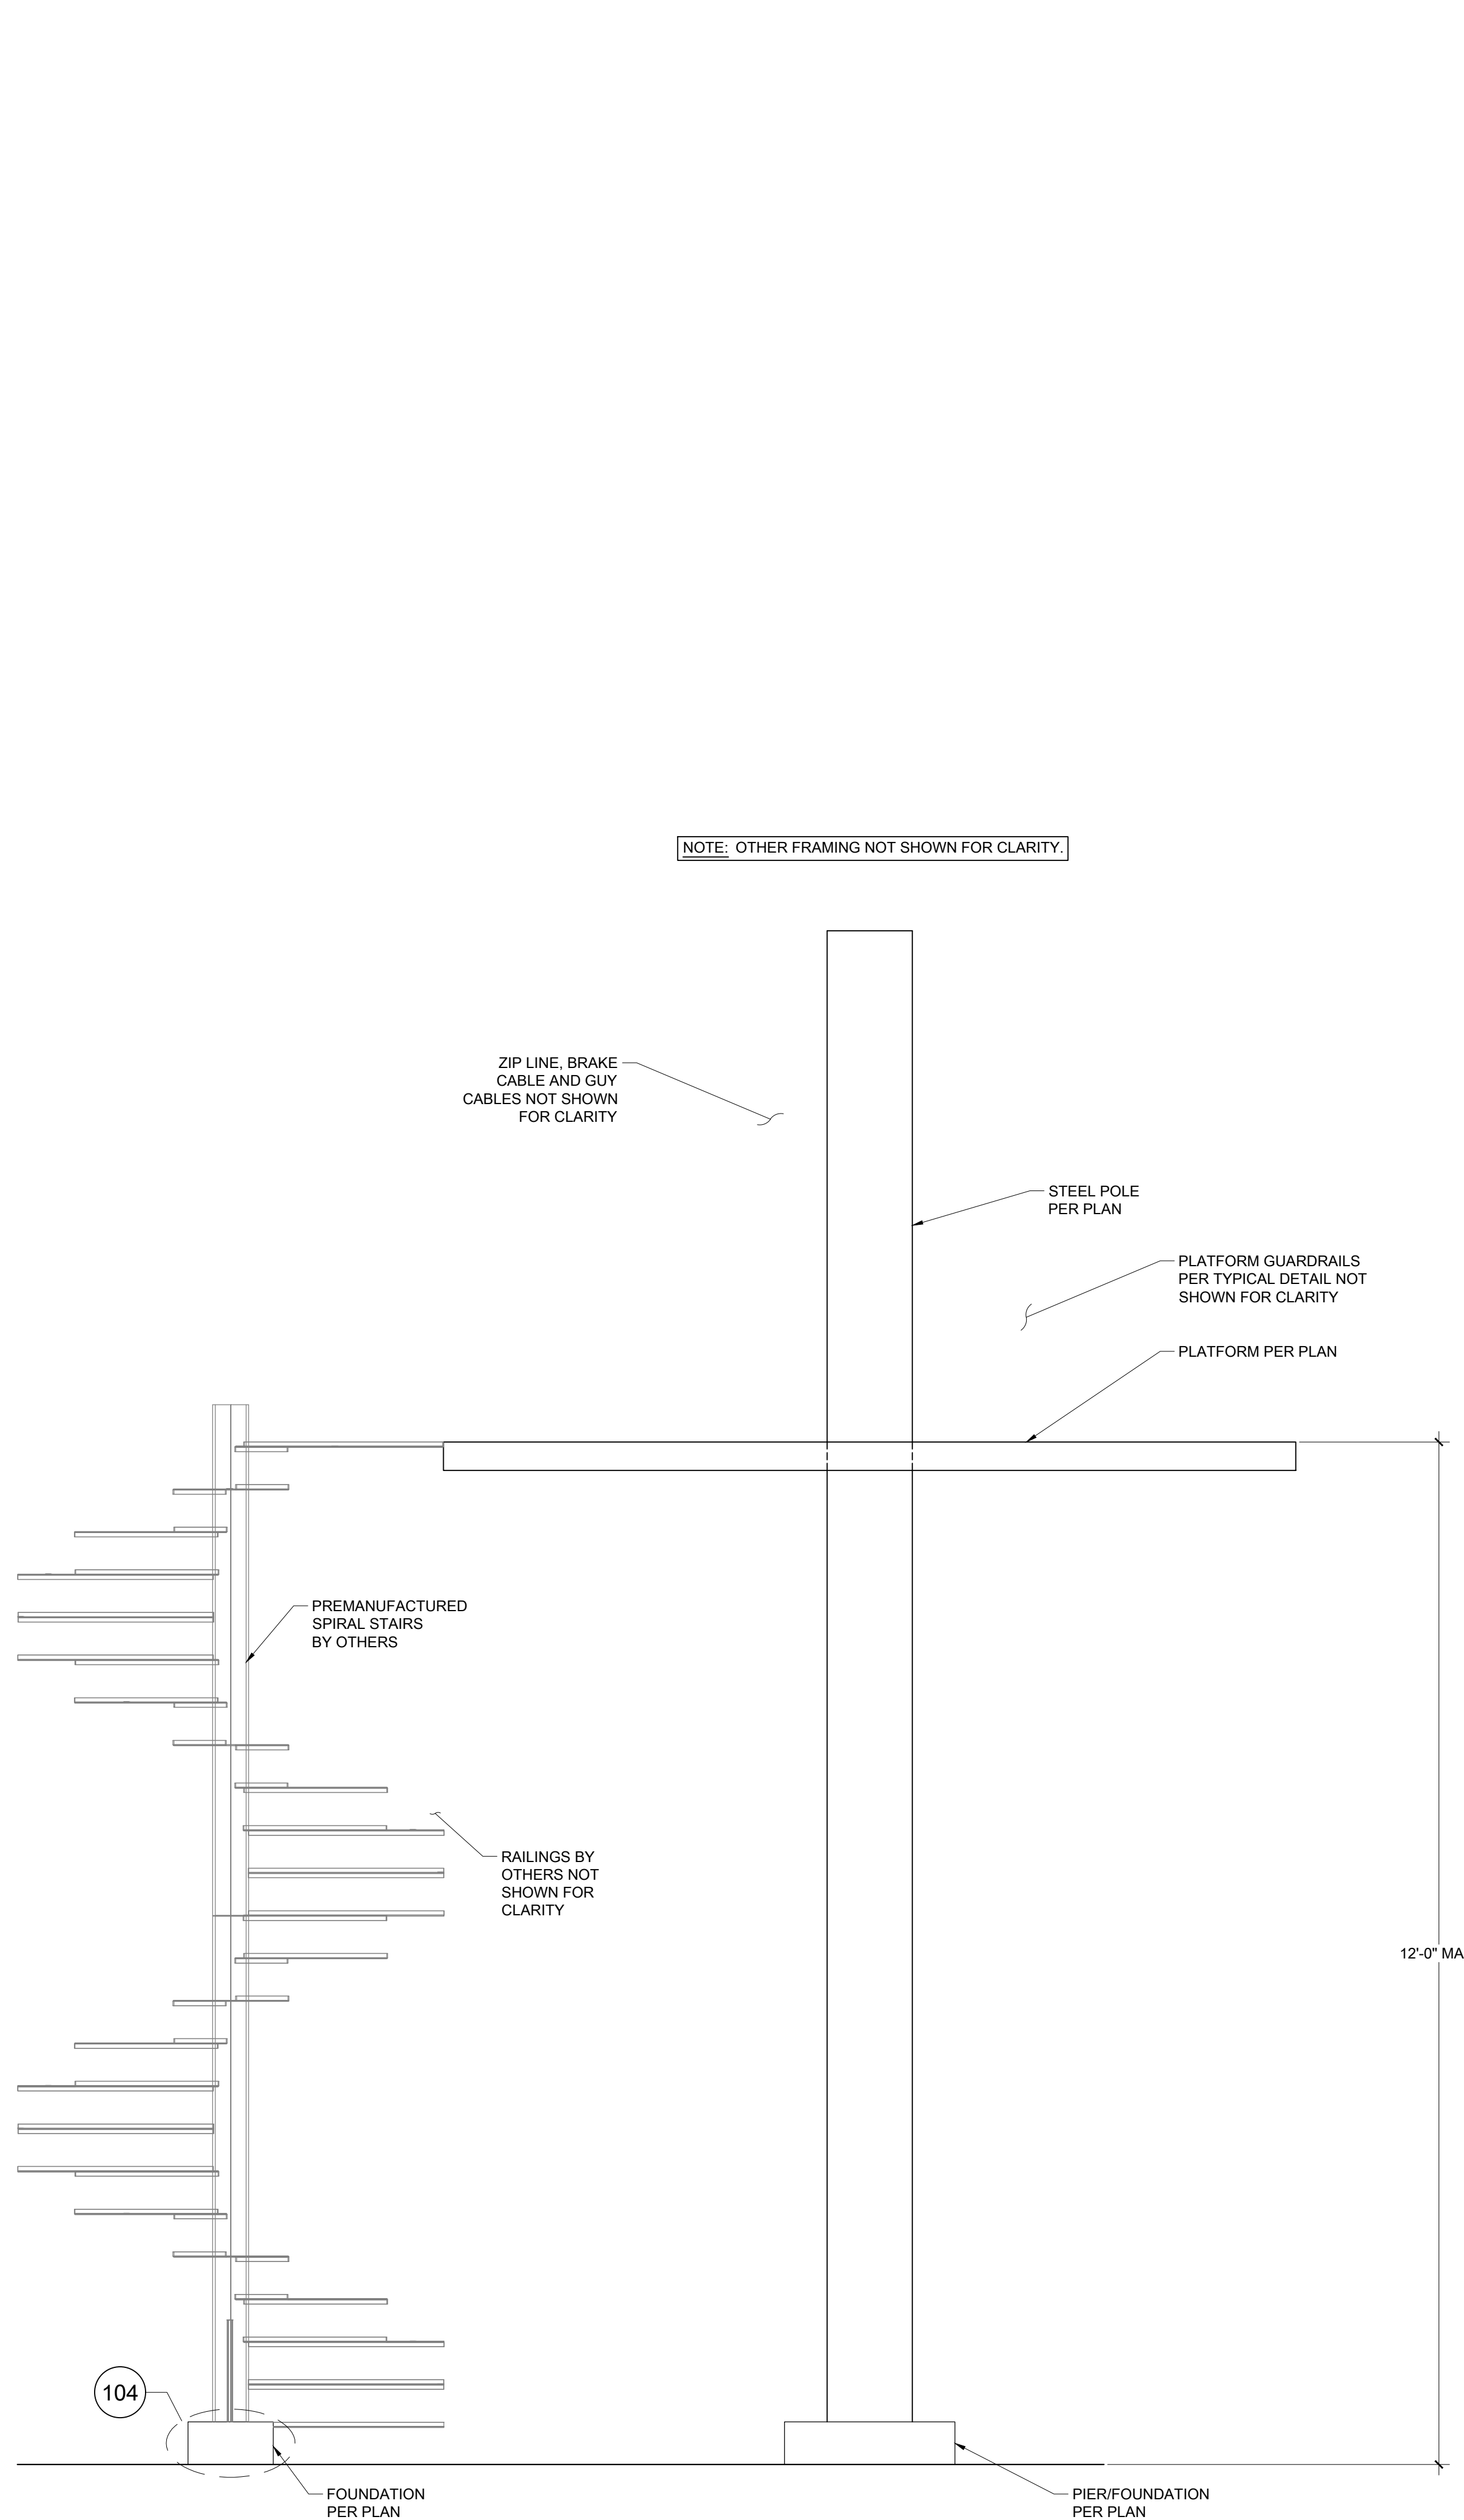 NOTE: OTHER FRAMING NOT SHOWN FOR CLARITY.
ZIP LINE, BRAKE
CABLE AND GUY
CABLES NOT SHOWN
FOR CLARITY
STEEL POLE
PER PLAN
PLATFORM GUARDRAILS
PER TYPICAL DETAIL NOT
SHOWN FOR CLARITY
PLATFORM PER PLAN
PREMANUFACTURED
SPIRAL STAIRS
BY OTHERS
RAILINGS BY
OTHERS NOT
SHOWN FOR
CLARITY
12'-0" MA
104
FOUNDATION
PER PLAN
PIER/FOUNDATION
PER PLAN